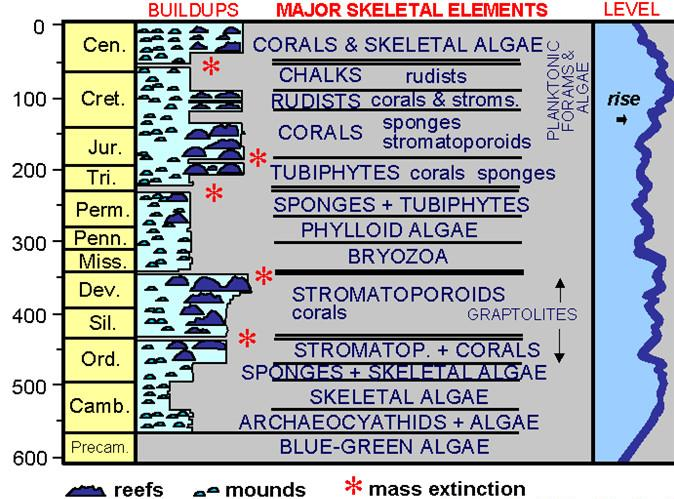 BUILDUPS MAJOR SKELETAL ELEMENTS LEVEL
0
Cen.
CORALS & SKELETAL ALGAE
CHALKS rudists
100
Cret.
RUDISTS corals & stroms.
CORALS sponges
stromatoporoids
PLANKTONIC
FORAMS &
ALGAE
rise
Jur.
200
Tri.
TUBIPHYTES corals sponges
Perm.
SPONGES + TUBIPHYTES
Penn.
PHYLLOID ALGAE
300
Miss.
BRYOZOA
Dev.
STROMATOPOROIDS
corals
GRAPTOLITES
400
Sil.
Ord.
STROMATOP. + CORALS
SPONGES + SKELETAL ALGAE
500
Camb.
SKELETAL ALGAE
ARCHAEOCYATHIDS + ALGAE
Precam.
BLUE-GREEN ALGAE
600
reefs mounds * mass extinction